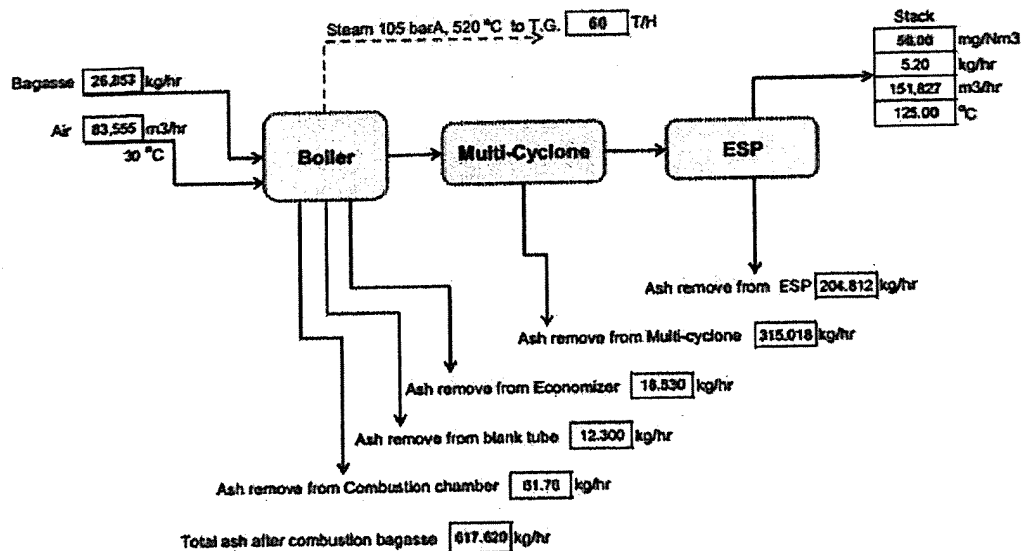 Steam 105 barA, 520 °C to T.G. 60 T/H
Stack
mg/Nm3
5.20 kg/hr
151,827 m3/hr
125.00 °C
Bagasse 26,853 kg/hr
Air 83,555 m3/hr
30 °C
Boiler
Multi-Cyclone
ESP
Ash remove from ESP 204.812 kg/hr
Ash remove from Multi-cyclone 315.018 kg/hr
Ash remove from Economizer 18.530 kg/hr
Ash remove from blank tube 12.300 kg/hr
Ash remove from Combustion chamber 61.76 kg/hr
Total ash after combustion bagasse 617.620 kg/hr